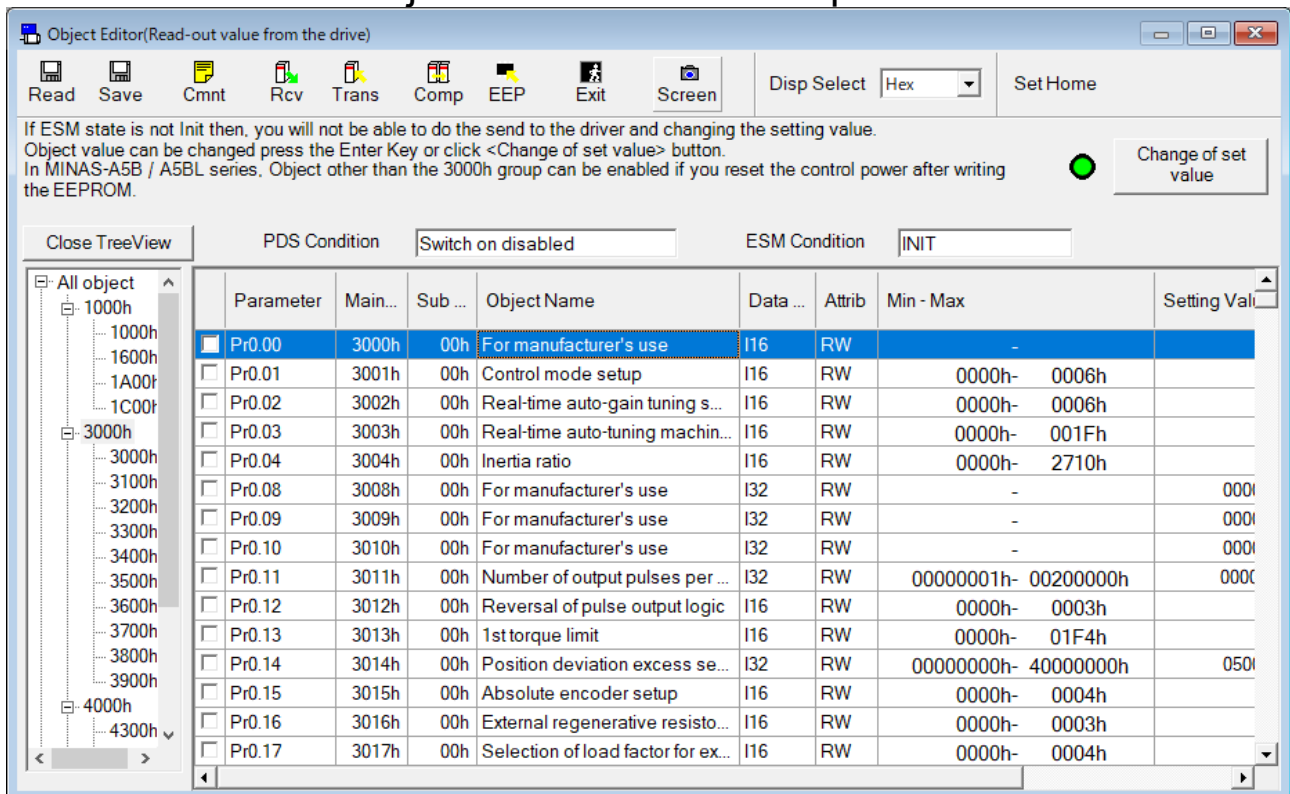 Object Editor(Read-out value from the drive)
Read Save Cmnt Rcv Trans Comp EEP Exit Screen Disp Select Hex Set Home
If ESM state is not Init then, you will not be able to do the send to the driver and changing the setting value.
Object value can be changed press the Enter Key or click <Change of set value> button.
In MINAS-A5B / A5BL series, Object other than the 3000h group can be enabled if you reset the control power after writing
the EEPROM.
Change of set
value
Close TreeView PDS Condition Switch on disabled ESM Condition INIT
All object
1000h
1000h
1600h
1A00h
1C00h
3000h
3000h
3100h
3200h
3300h
3400h
3500h
3600h
3700h
3800h
3900h
4000h
4300h
Parameter Main... Sub ... Object Name Data ... Attrib Min - Max Setting Val
Pr0.00 3000h 00h For manufacturer's use I16 RW -
Pr0.01 3001h 00h Control mode setup I16 RW 0000h- 0006h
Pr0.02 3002h 00h Real-time auto-gain tuning s... I16 RW 0000h- 0006h
Pr0.03 3003h 00h Real-time auto-tuning machin... I16 RW 0000h- 001Fh
Pr0.04 3004h 00h Inertia ratio I16 RW 0000h- 2710h
Pr0.08 3008h 00h For manufacturer's use I32 RW - 000
Pr0.09 3009h 00h For manufacturer's use I32 RW - 000
Pr0.10 3010h 00h For manufacturer's use I32 RW - 000
Pr0.11 3011h 00h Number of output pulses per ... I32 RW 00000001h- 00200000h 000
Pr0.12 3012h 00h Reversal of pulse output logic I16 RW 0000h- 0003h
Pr0.13 3013h 00h 1st torque limit I16 RW 0000h- 01F4h
Pr0.14 3014h 00h Position deviation excess se... I32 RW 00000000h- 40000000h 050
Pr0.15 3015h 00h Absolute encoder setup I16 RW 0000h- 0004h
Pr0.16 3016h 00h External regenerative resisto... I16 RW 0000h- 0003h
Pr0.17 3017h 00h Selection of load factor for ex... I16 RW 0000h- 0004h